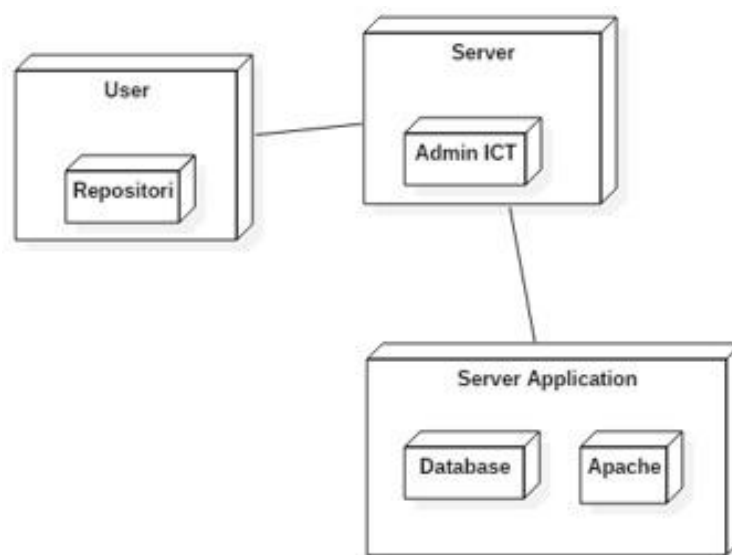 User
Repositori
Server
Admin ICT
Server Application
Database
Apache